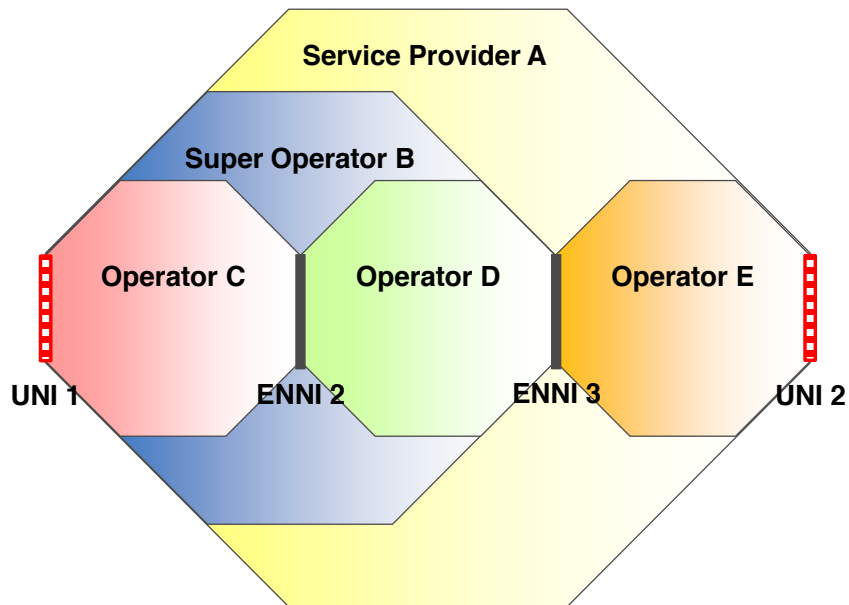 Service Provider A
Super Operator B
Operator C
Operator D
Operator E
UNI 1
ENNI 2
ENNI 3
UNI 2